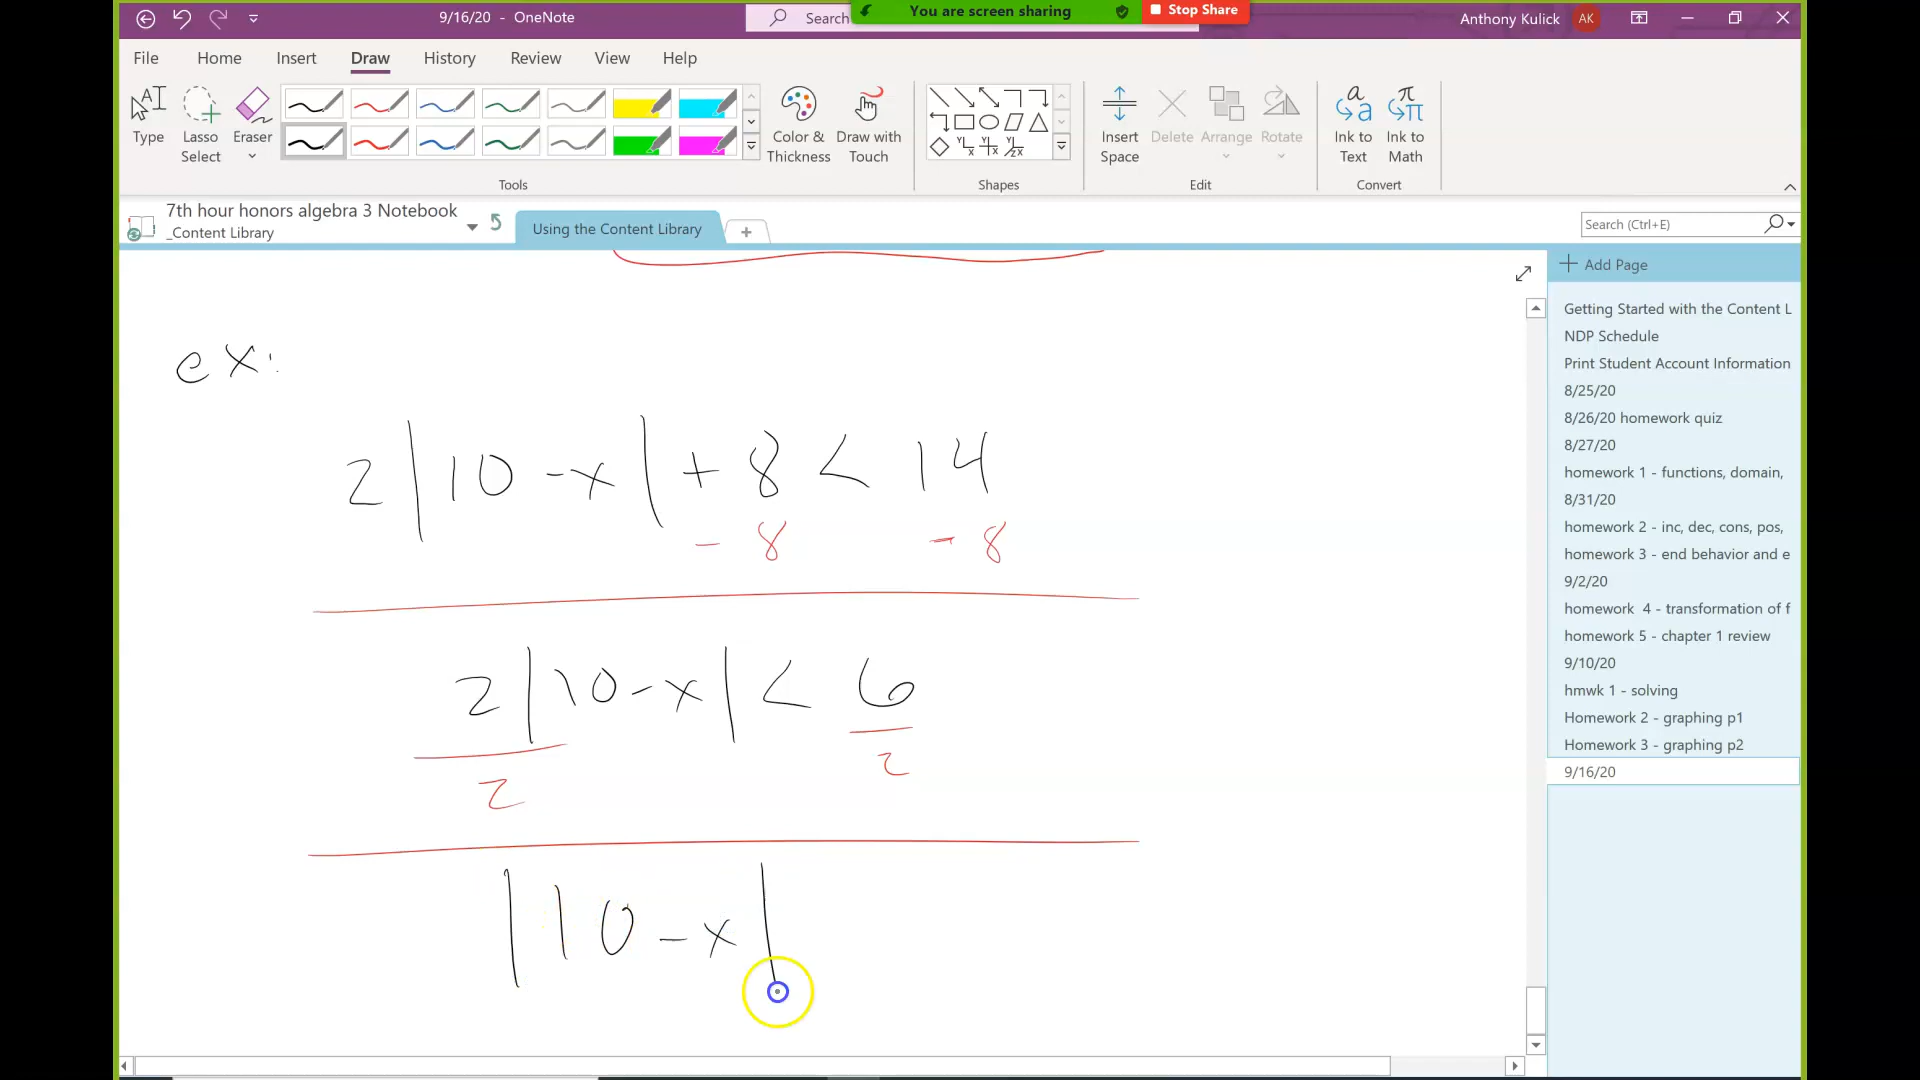 9/16/20 - OneNote
Search
You are screen sharing
Stop Share
Anthony Kulick
AK
File Home Insert Draw History Review View Help
Type
Lasso Select
Eraser
Color & Thickness
Draw with Touch
Insert Space
Delete
Arrange
Rotate
Ink to Text
Ink to Math
Tools
Shapes
Edit
Convert
7th hour honors algebra 3 Notebook
_Content Library
Using the Content Library
Search (Ctrl+E)
Add Page
Getting Started with the Content L
NDP Schedule
Print Student Account Information
8/25/20
8/26/20 homework quiz
8/27/20
homework 1 - functions, domain,
8/31/20
homework 2 - inc, dec, cons, pos,
homework 3 - end behavior and e
9/2/20
homework 4 - transformation of f
homework 5 - chapter 1 review
9/10/20
hmwk 1 - solving
Homework 2 - graphing p1
Homework 3 - graphing p2
9/16/20
ex:
2|10-x|+8<14
-8 -8
2|10-x|<6
2 2
|10-x|